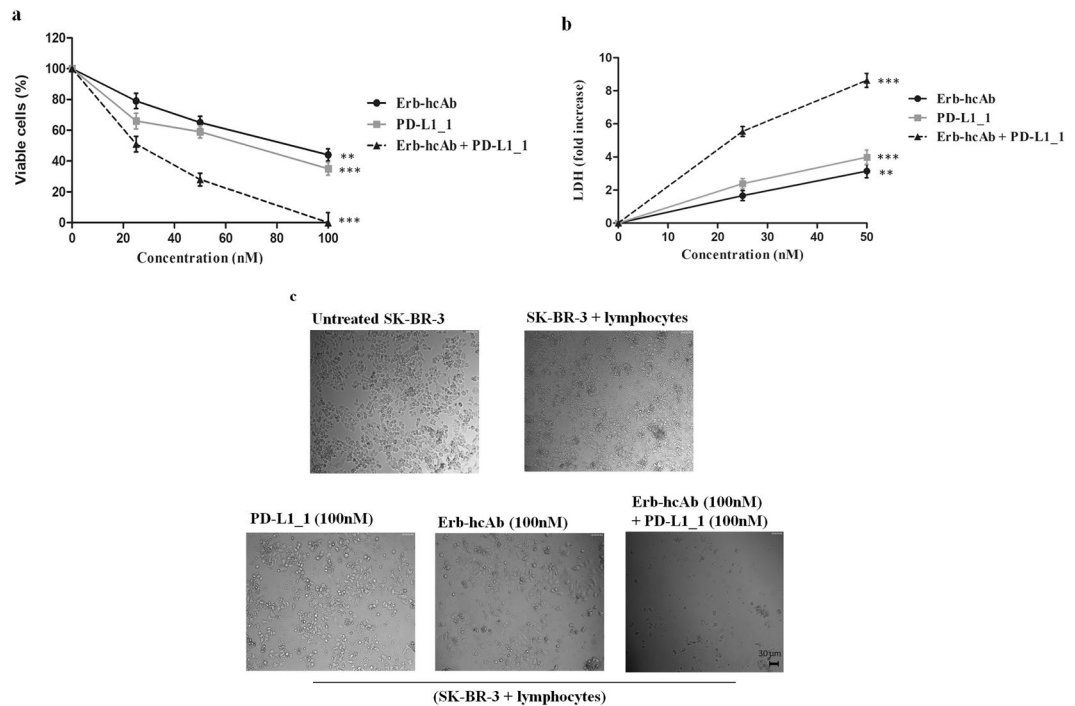 a
120
100
80
60
40
20
0
Viable cells (%)
0 20 40 60 80 100
Concentration (nM)
**
***
***
Erb-hcAb
PD-L1_1
Erb-hcAb + PD-L1_1
b
10
8
6
4
2
0
LDH (fold increase)
0 10 20 30 40 50
Concentration (nM)
***
***
**
Erb-hcAb
PD-L1_1
Erb-hcAb + PD-L1_1
c
Untreated SK-BR-3
SK-BR-3 + lymphocytes
PD-L1_1 (100nM)
Erb-hcAb (100nM)
Erb-hcAb (100nM)
+ PD-L1_1 (100nM)
30 µm
(SK-BR-3 + lymphocytes)